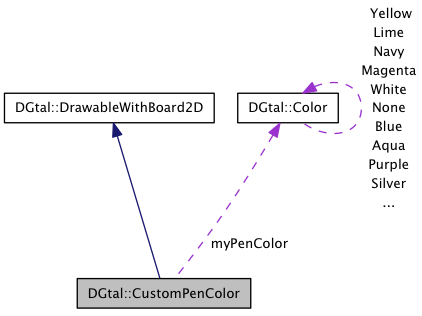 Yellow
Lime
Navy
Magenta
White
None
Blue
Aqua
Purple
Silver
...
DGtal::DrawableWithBoard2D
DGtal::Color
myPenColor
DGtal::CustomPenColor